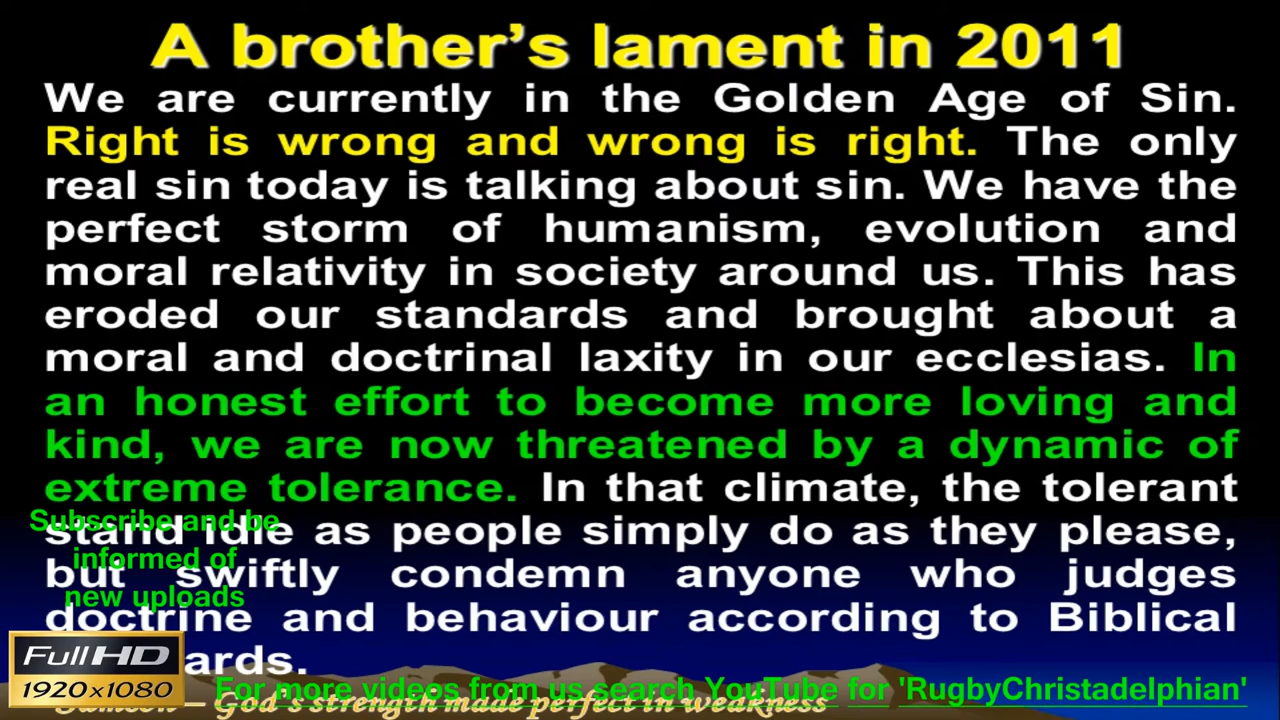 A brother's lament in 2011
We are currently in the Golden Age of Sin.
Right is wrong and wrong is right. The only
real sin today is talking about sin. We have the
perfect storm of humanism, evolution and
moral relativity in society around us. This has
eroded our standards and brought about a
moral and doctrinal laxity in our ecclesias. In
an honest effort to become more loving and
kind, we are now threatened by a dynamic of
extreme tolerance. In that climate, the tolerant
stand idle as people simply do as they please,
but swiftly condemn anyone who judges
doctrine and behaviour according to Biblical
ards.
Subscribe and be
informed of
new uploads
Full HD
1920x1080
For more videos from us search YouTube for 'RugbyChristadelphian'
Samson – God's strength made perfect in weakness